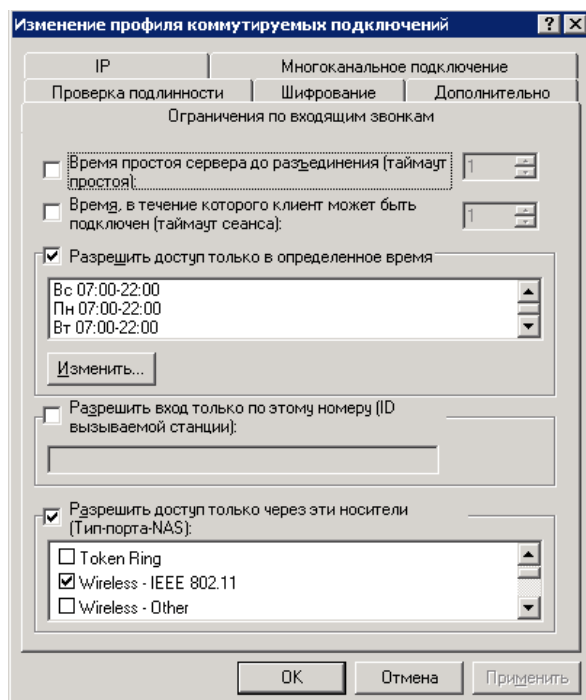 Изменение профиля коммутируемых подключений
IP
Многоканальное подключение
Проверка подлинности
Шифрование
Дополнительно
Ограничения по входящим звонкам
Время простоя сервера до разъединения (таймаут
простоя):
1
Время, в течение которого клиент может быть
подключен (таймаут сеанса):
1
Разрешить доступ только в определенное время
Вс 07:00-22:00
Пн 07:00-22:00
Вт 07:00-22:00
Изменить...
Разрешить вход только по этому номеру (ID
вызываемой станции):
Разрешить доступ только через эти носители
(Тип-порта-NAS):
Token Ring
Wireless - IEEE 802.11
Wireless - Other
OK
Отмена
Применить